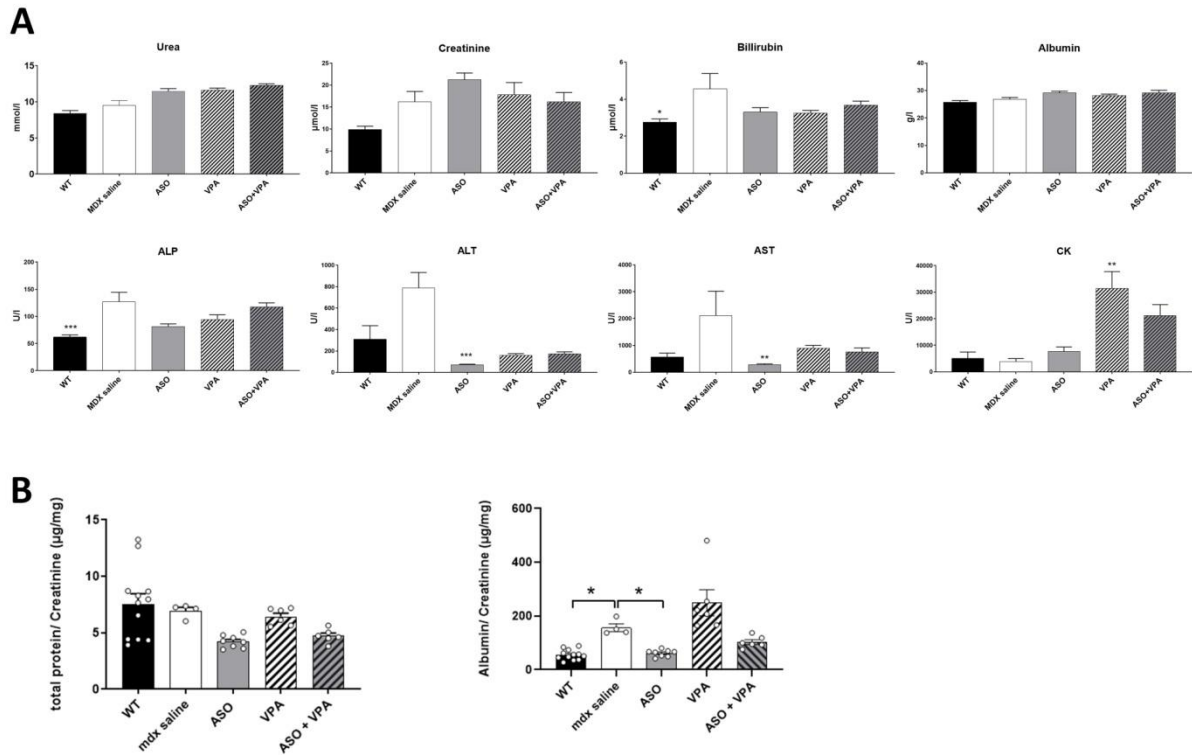 A
Urea
mmol/l
15
10
5
0
WT
MDX saline
ASO
VPA
ASO+VPA
Creatinine
µmol/l
25
20
15
10
5
0
WT
MDX saline
ASO
VPA
ASO+VPA
Billirubin
µmol/l
6
4
2
0
*
WT
MDX saline
ASO
VPA
ASO+VPA
Albumin
g/l
40
30
20
10
0
WT
MDX saline
ASO
VPA
ASO+VPA
ALP
U/l
200
150
100
50
0
***
WT
MDX saline
ASO
VPA
ASO+VPA
ALT
U/l
1000
800
600
400
200
0
***
WT
MDX saline
ASO
VPA
ASO+VPA
AST
U/l
4000
3000
2000
1000
0
**
WT
MDX saline
ASO
VPA
ASO+VPA
CK
U/l
40000
30000
20000
10000
0
**
WT
MDX saline
ASO
VPA
ASO+VPA
B
total protein/ Creatinine (µg/mg)
15
10
5
0
WT
mdx saline
ASO
VPA
ASO + VPA
Albumin/ Creatinine (µg/mg)
600
400
200
0
*
*
WT
mdx saline
ASO
VPA
ASO + VPA